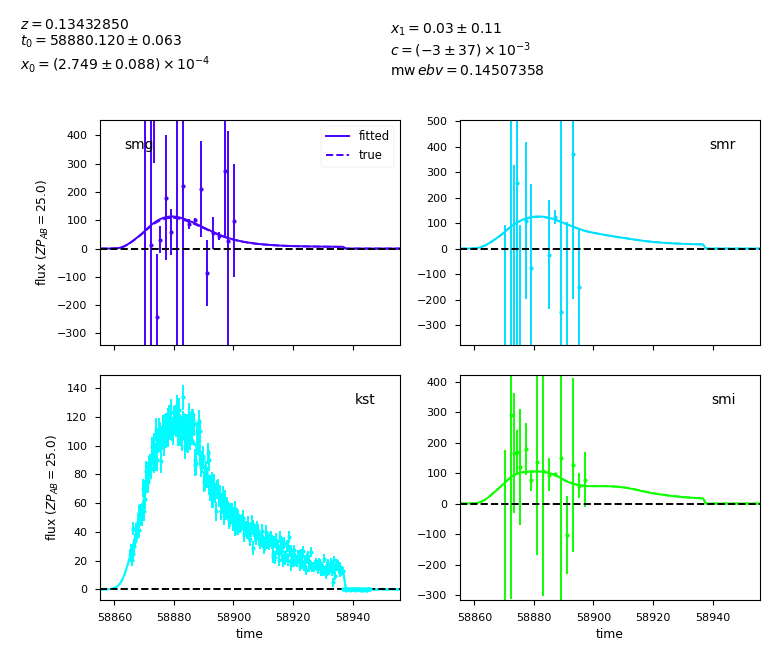 z = 0.13432850
t₀ = 58880.120 ± 0.063
x₀ = (2.749 ± 0.088) × 10⁻⁴
x₁ = 0.03 ± 0.11
c = (−3 ± 37) × 10⁻³
mw ebv = 0.14507358
400
300
200
100
0
−100
−200
−300
flux (ZP_AB = 25.0)
smg
fitted
true
500
400
300
200
100
0
−100
−200
−300
smr
140
120
100
80
60
40
20
0
flux (ZP_AB = 25.0)
kst
58860 58880 58900 58920 58940
time
400
300
200
100
0
−100
−200
−300
smi
58860 58880 58900 58920 58940
time